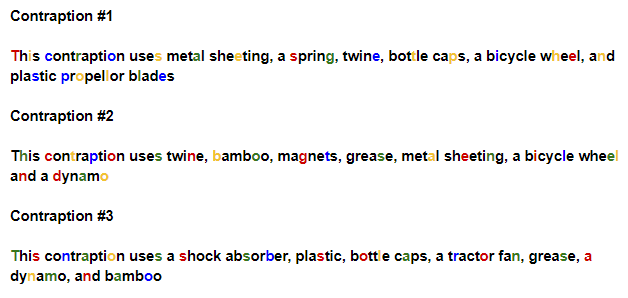 Contraption #1
This contraption uses metal sheeting, a spring, twine, bottle caps, a bicycle wheel, and
plastic propellor blades
Contraption #2
This contraption uses twine, bamboo, magnets, grease, metal sheeting, a bicycle wheel
and a dynamo
Contraption #3
This contraption uses a shock absorber, plastic, bottle caps, a tractor fan, grease, a
dynamo, and bamboo